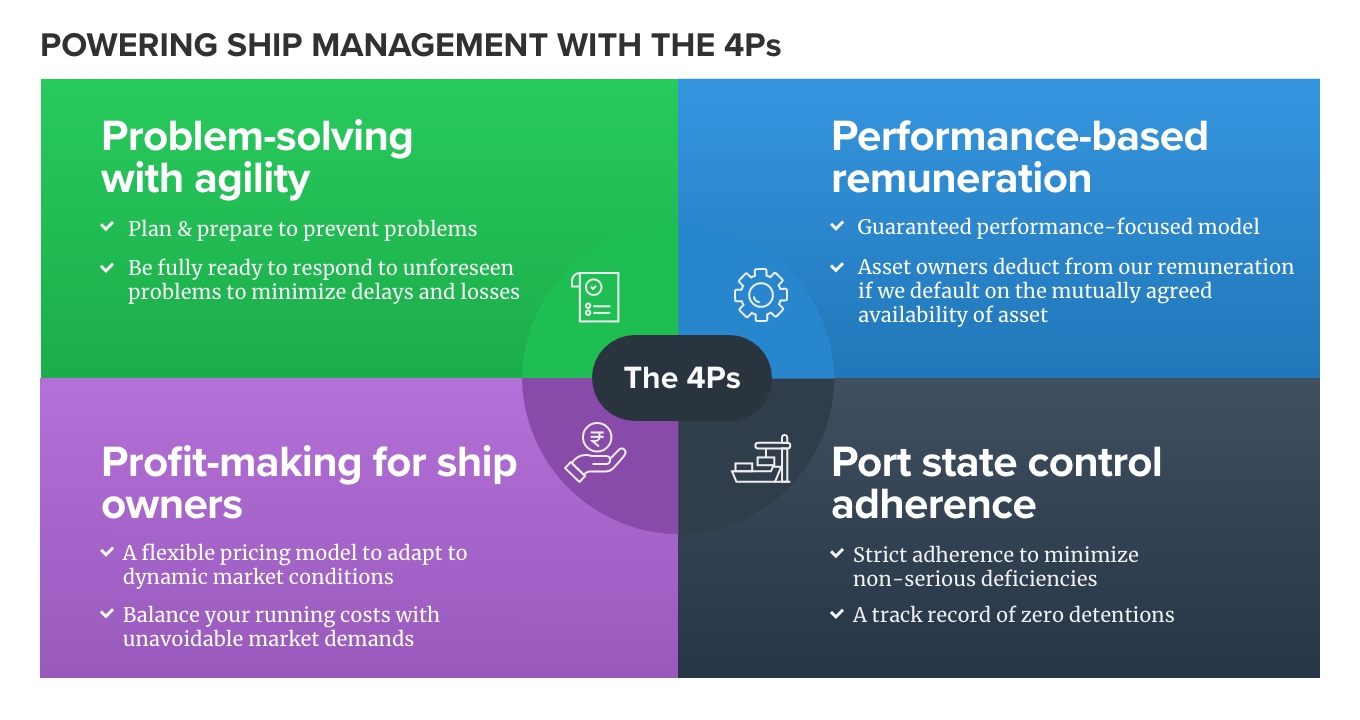 POWERING SHIP MANAGEMENT WITH THE 4Ps
Problem-solving
with agility
Plan & prepare to prevent problems
Be fully ready to respond to unforeseen
problems to minimize delays and losses
Performance-based
remuneration
Guaranteed performance-focused model
Asset owners deduct from our remuneration
if we default on the mutually agreed
availability of asset
The 4Ps
₹
Profit-making for ship
owners
A flexible pricing model to adapt to
dynamic market conditions
Balance your running costs with
unavoidable market demands
Port state control
adherence
Strict adherence to minimize
non-serious deficiencies
A track record of zero detentions